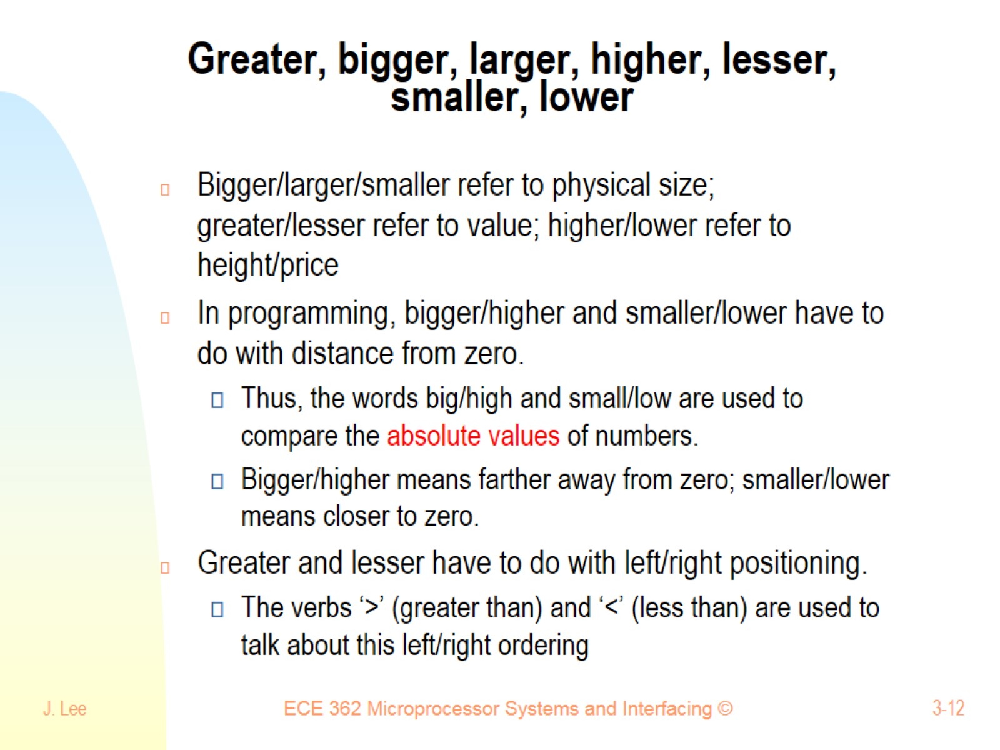 Greater, bigger, larger, higher, lesser,
smaller, lower
Bigger/larger/smaller refer to physical size;
greater/lesser refer to value; higher/lower refer to
height/price
In programming, bigger/higher and smaller/lower have to
do with distance from zero.
Thus, the words big/high and small/low are used to
compare the absolute values of numbers.
Bigger/higher means farther away from zero; smaller/lower
means closer to zero.
Greater and lesser have to do with left/right positioning.
The verbs ‘>’ (greater than) and ‘<’ (less than) are used to
talk about this left/right ordering
J. Lee
ECE 362 Microprocessor Systems and Interfacing ©
3-12